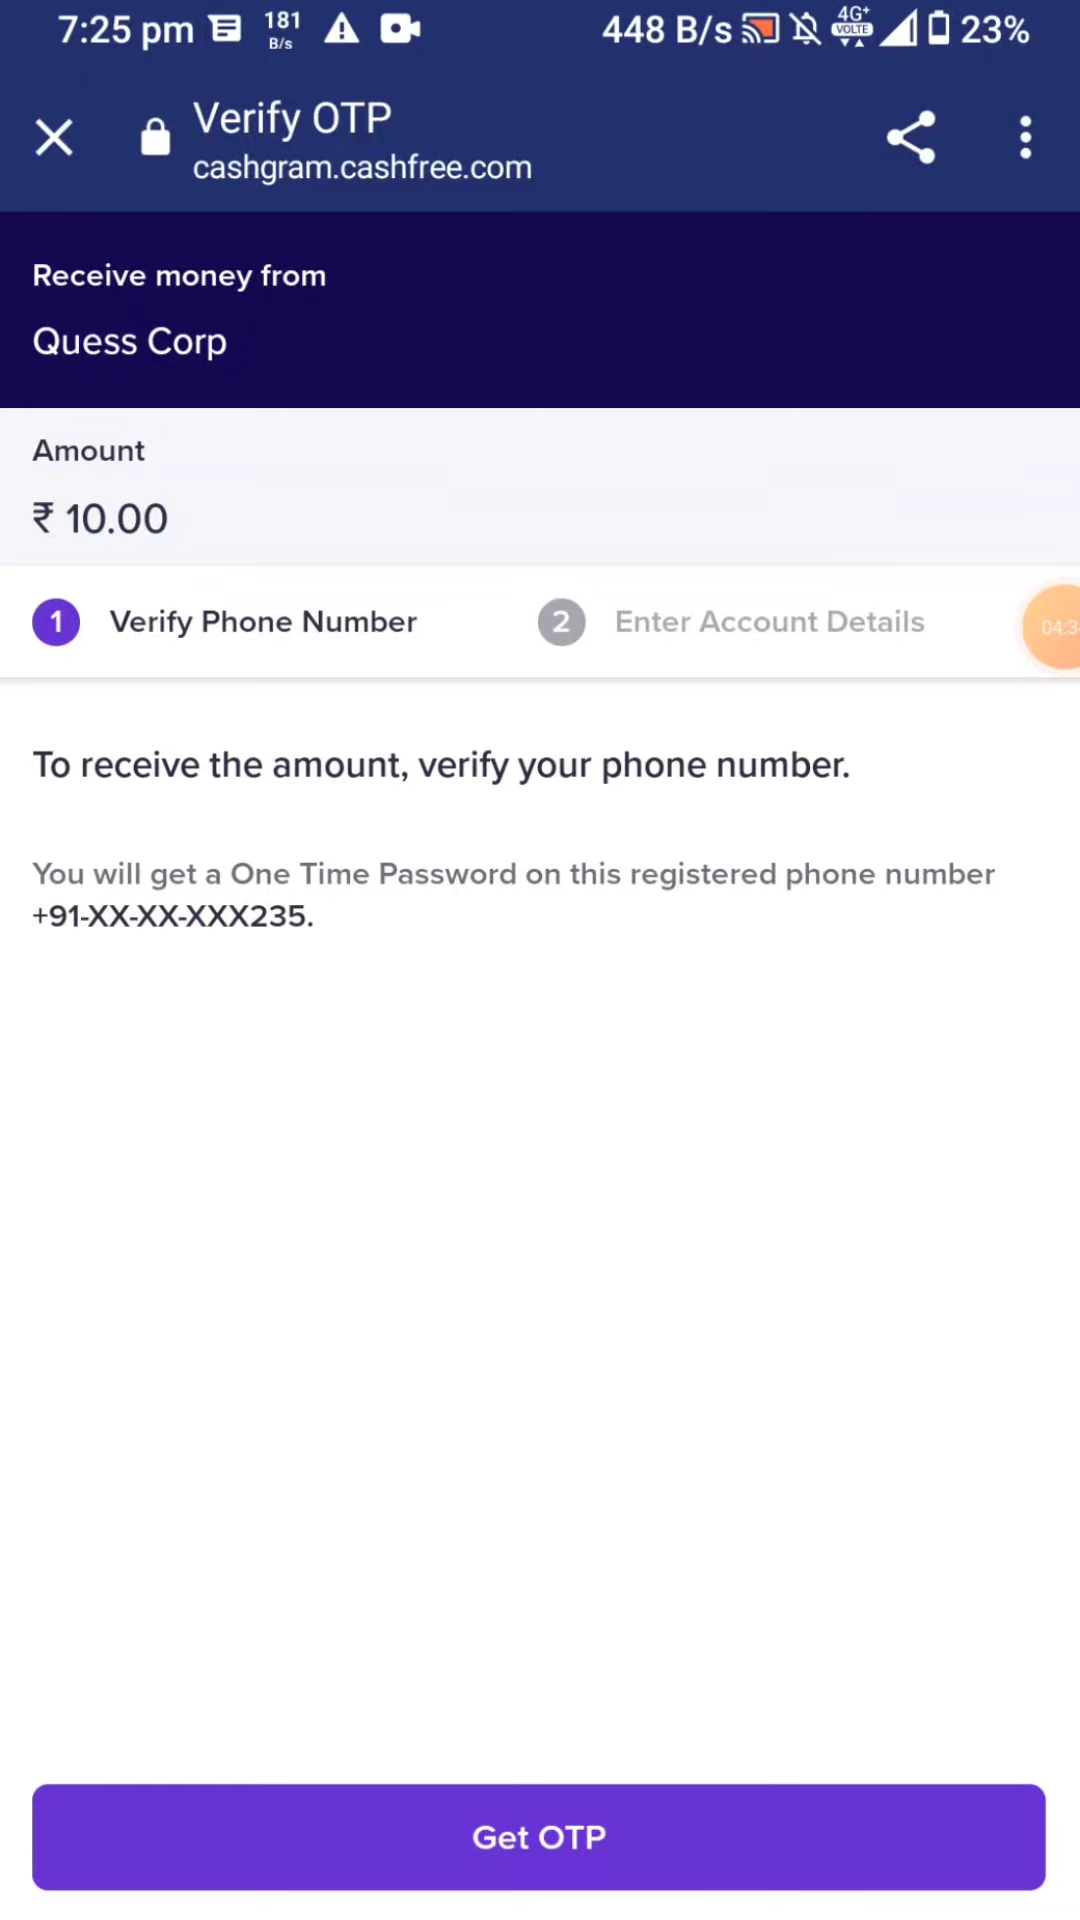 7:25 pm 181 B/s 448 B/s 4G+ VOLTE 23%
Verify OTP
cashgram.cashfree.com
Receive money from
Quess Corp
Amount
₹ 10.00
1 Verify Phone Number 2 Enter Account Details
04:3
To receive the amount, verify your phone number.
You will get a One Time Password on this registered phone number
+91-XX-XX-XXX235.
Get OTP